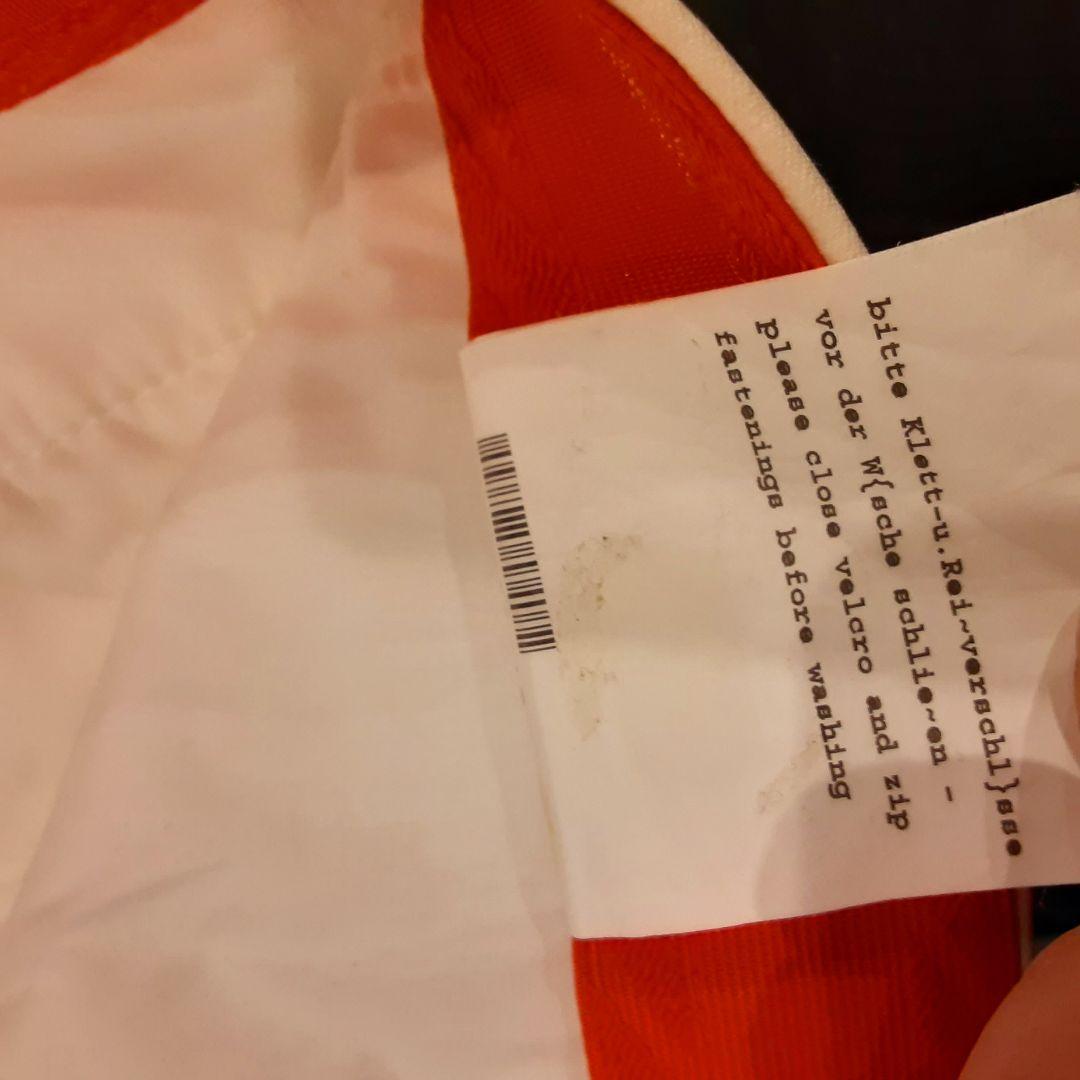 bitte Klett-u.Rei~verschl}sse
vor der W{sche schlie~en -
please close velcro and zip
fastenings before washing